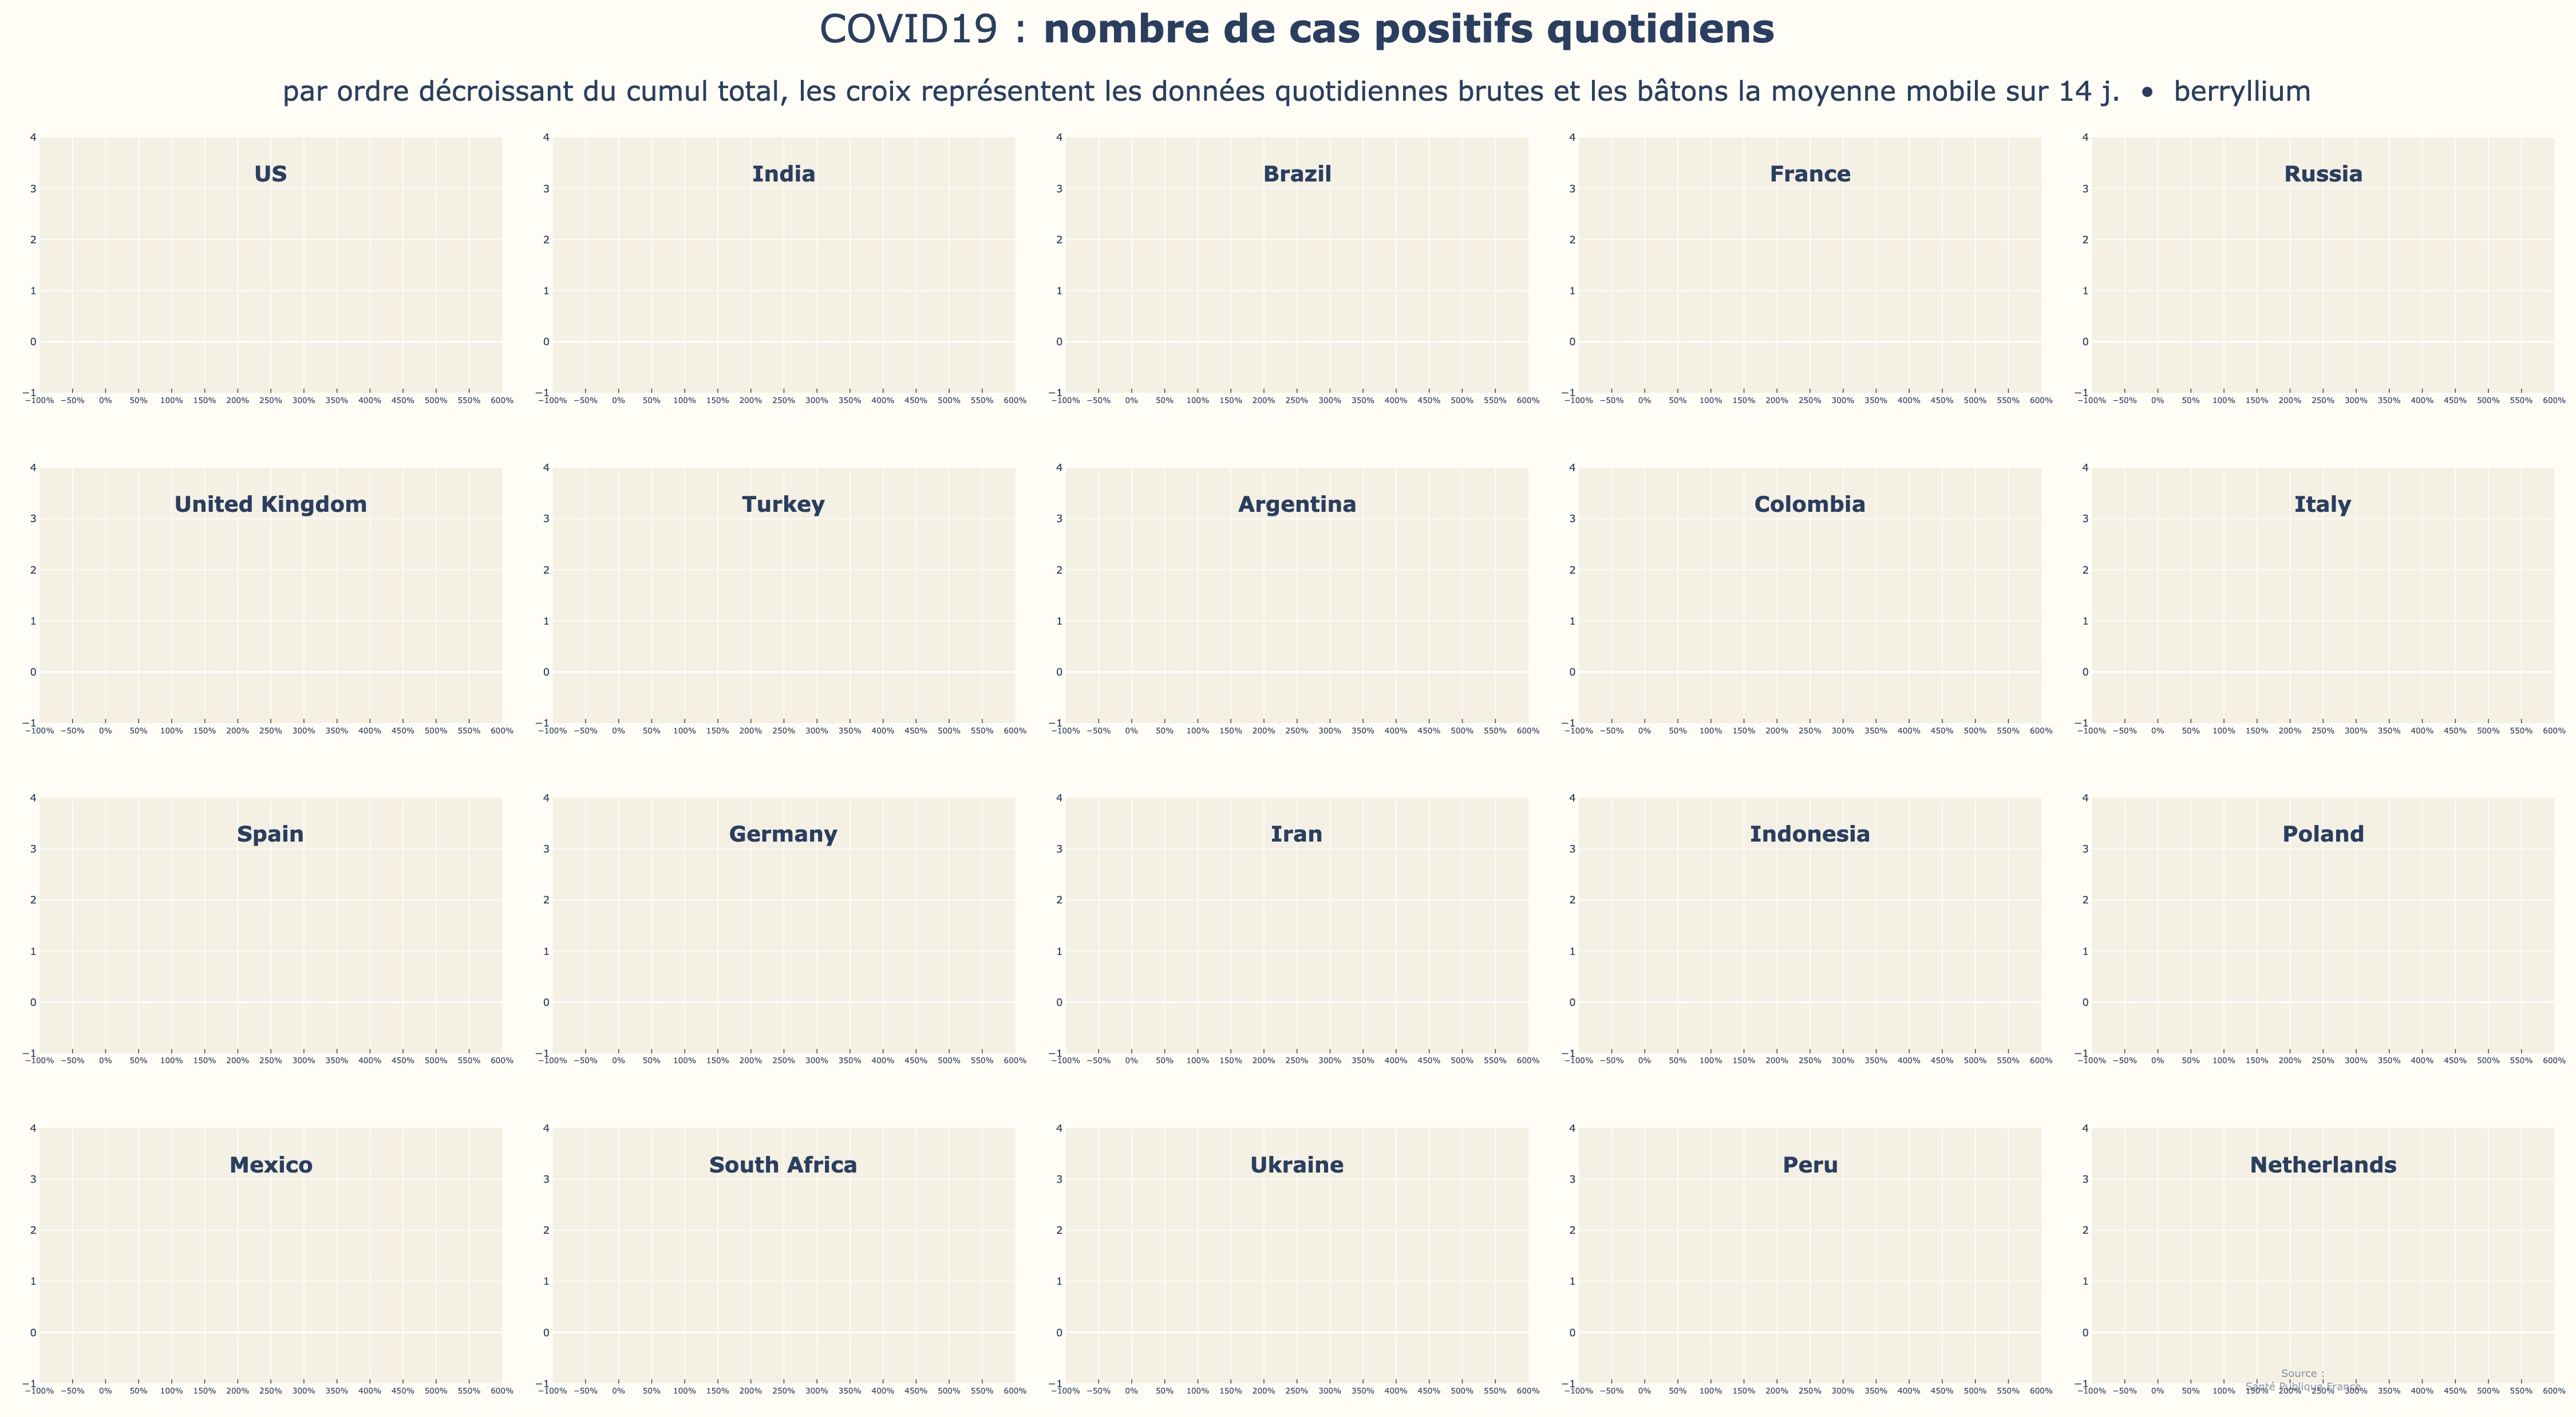 COVID19 : nombre de cas positifs quotidiens
par ordre décroissant du cumul total, les croix représentent les données quotidiennes brutes et les bâtons la moyenne mobile sur 14 j. • berryllium
US India Brazil France Russia
4 4 4 4 4
3 3 3 3 3
2 2 2 2 2
1 1 1 1 1
0 0 0 0 0
−1 −1 −1 −1 −1
−100% −50% 0% 50% 100% 150% 200% 250% 300% 350% 400% 450% 500% 550% 600% −100% −50% 0% 50% 100% 150% 200% 250% 300% 350% 400% 450% 500% 550% 600% −100% −50% 0% 50% 100% 150% 200% 250% 300% 350% 400% 450% 500% 550% 600% −100% −50% 0% 50% 100% 150% 200% 250% 300% 350% 400% 450% 500% 550% 600% −100% −50% 0% 50% 100% 150% 200% 250% 300% 350% 400% 450% 500% 550% 600%
United Kingdom Turkey Argentina Colombia Italy
4 4 4 4 4
3 3 3 3 3
2 2 2 2 2
1 1 1 1 1
0 0 0 0 0
−1 −1 −1 −1 −1
−100% −50% 0% 50% 100% 150% 200% 250% 300% 350% 400% 450% 500% 550% 600% −100% −50% 0% 50% 100% 150% 200% 250% 300% 350% 400% 450% 500% 550% 600% −100% −50% 0% 50% 100% 150% 200% 250% 300% 350% 400% 450% 500% 550% 600% −100% −50% 0% 50% 100% 150% 200% 250% 300% 350% 400% 450% 500% 550% 600% −100% −50% 0% 50% 100% 150% 200% 250% 300% 350% 400% 450% 500% 550% 600%
Spain Germany Iran Indonesia Poland
4 4 4 4 4
3 3 3 3 3
2 2 2 2 2
1 1 1 1 1
0 0 0 0 0
−1 −1 −1 −1 −1
−100% −50% 0% 50% 100% 150% 200% 250% 300% 350% 400% 450% 500% 550% 600% −100% −50% 0% 50% 100% 150% 200% 250% 300% 350% 400% 450% 500% 550% 600% −100% −50% 0% 50% 100% 150% 200% 250% 300% 350% 400% 450% 500% 550% 600% −100% −50% 0% 50% 100% 150% 200% 250% 300% 350% 400% 450% 500% 550% 600% −100% −50% 0% 50% 100% 150% 200% 250% 300% 350% 400% 450% 500% 550% 600%
Mexico South Africa Ukraine Peru Netherlands
4 4 4 4 4
3 3 3 3 3
2 2 2 2 2
1 1 1 1 1
0 0 0 0 0
−1 −1 −1 −1 −1
−100% −50% 0% 50% 100% 150% 200% 250% 300% 350% 400% 450% 500% 550% 600% −100% −50% 0% 50% 100% 150% 200% 250% 300% 350% 400% 450% 500% 550% 600% −100% −50% 0% 50% 100% 150% 200% 250% 300% 350% 400% 450% 500% 550% 600% −100% −50% 0% 50% 100% 150% 200% 250% 300% 350% 400% 450% 500% 550% 600% −100% −50% 0% 50% 100% 150% 200% 250% 300% 350% 400% 450% 500% 550% 600%
Source :
Santé Publique France